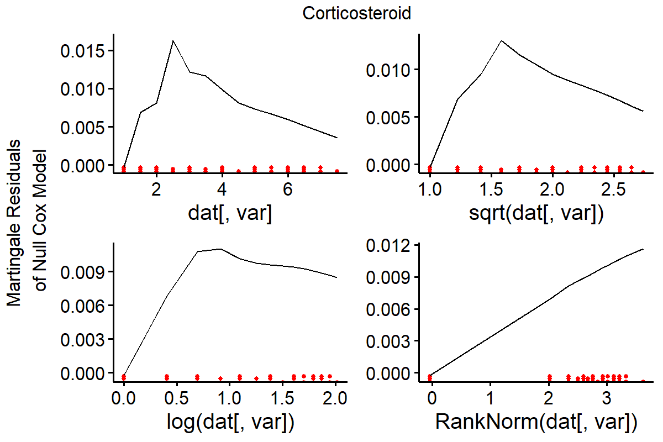 Corticosteroid
Martingale Residuals
of Null Cox Model
0.015
0.010
0.005
0.000
2 4 6
dat[, var]
0.010
0.005
0.000
1.0 1.5 2.0 2.5
sqrt(dat[, var])
0.009
0.006
0.003
0.000
0.0 0.5 1.0 1.5 2.0
log(dat[, var])
0.012
0.009
0.006
0.003
0.000
0 1 2 3
RankNorm(dat[, var])